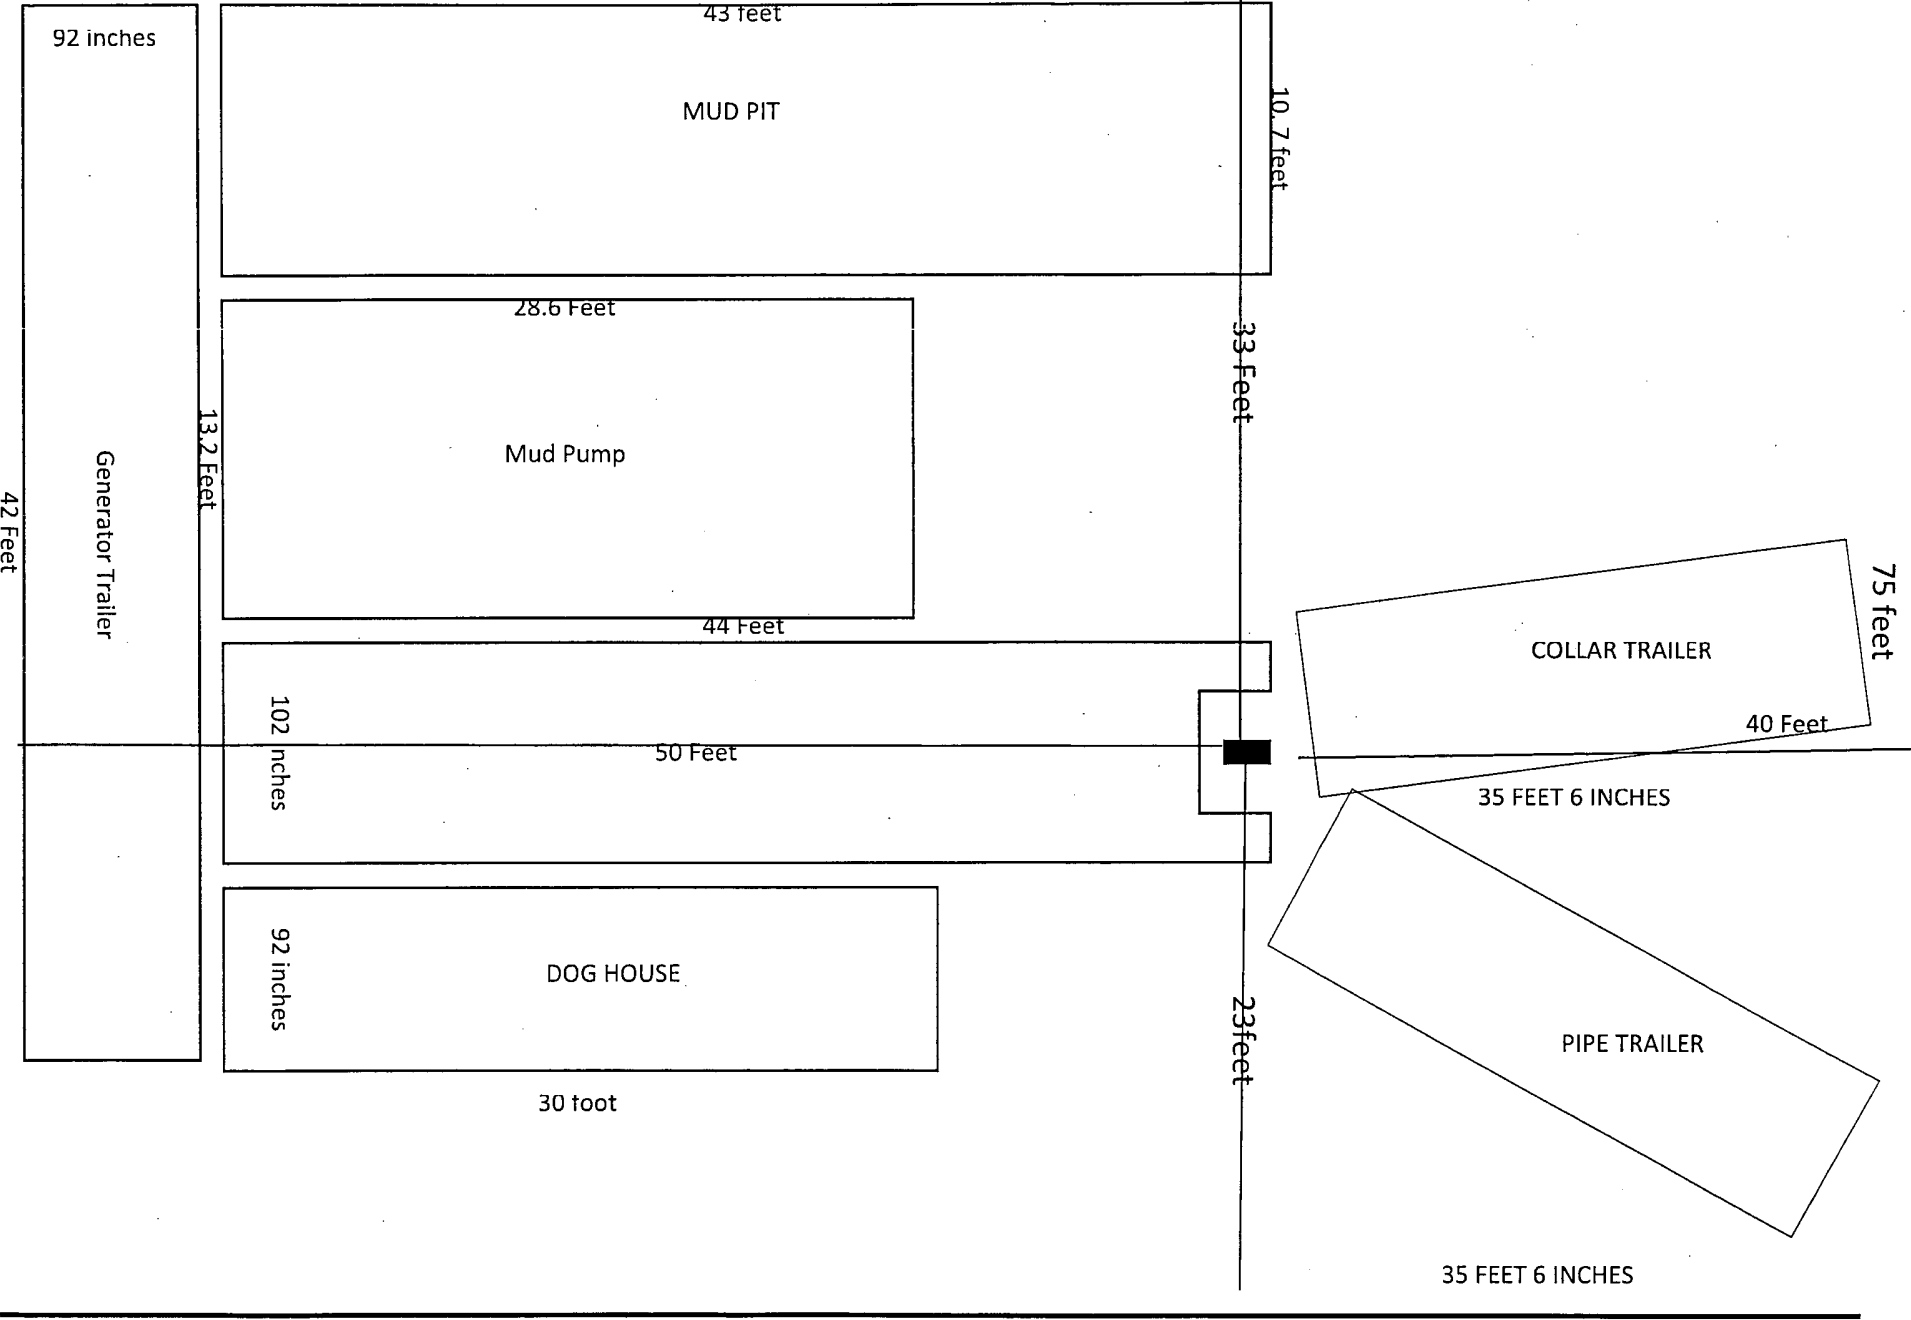 43 feet
92 inches
MUD PIT
10. 7 feet
28.6 Feet
33 Feet
13.2 Feet
Mud Pump
Generator Trailer
42 Feet
75 feet
44 Feet
COLLAR TRAILER
102 inches
40 Feet
50 Feet
35 FEET 6 INCHES
92 inches
DOG HOUSE
23feet
PIPE TRAILER
30 foot
35 FEET 6 INCHES